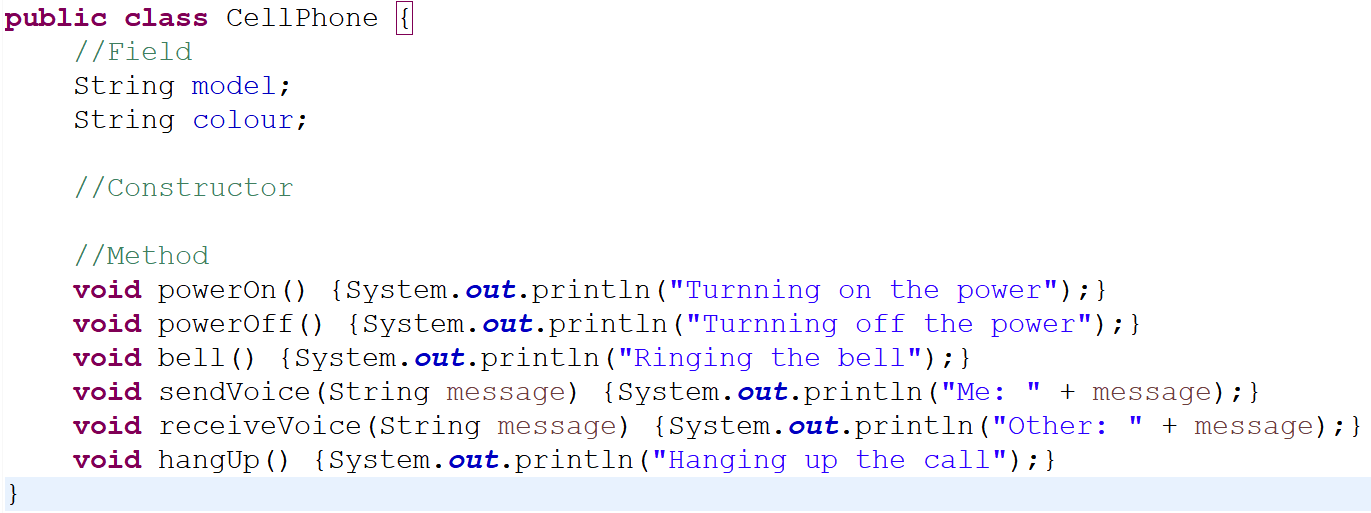 public class CellPhone {
//Field
String model;
String colour;
//Constructor
//Method
void powerOn() {System.out.println("Turnning on the power");}
void powerOff() {System.out.println("Turnning off the power");}
void bell() {System.out.println("Ringing the bell");}
void sendVoice(String message) {System.out.println("Me: " + message);}
void receiveVoice(String message) {System.out.println("Other: " + message);}
void hangUp() {System.out.println("Hanging up the call");}
}